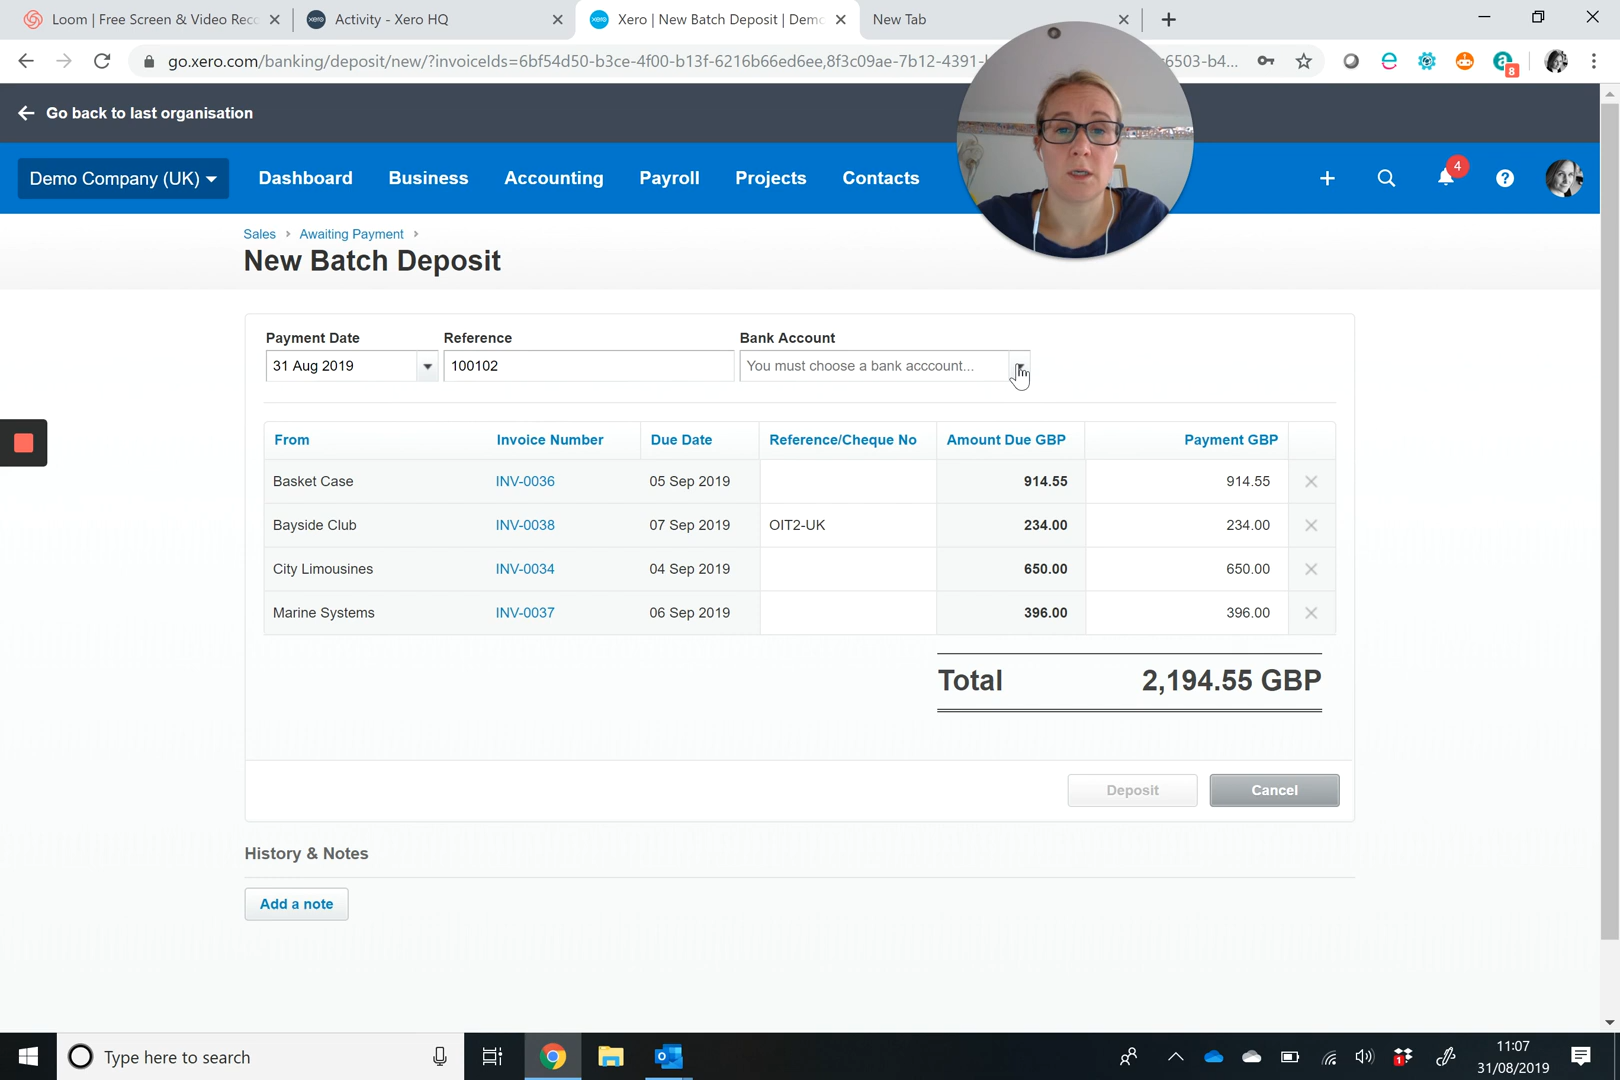 Loom | Free Screen & Video Rec
Activity - Xero HQ
Xero | New Batch Deposit | Demo
New Tab
go.xero.com/banking/deposit/new/?invoiceIds=6bf54d50-b3ce-4f00-b13f-6216b66ed6ee,8f3c09ae-7b12-4391-
6503-b4...
8
Go back to last organisation
Demo Company (UK)
Dashboard
Business
Accounting
Payroll
Projects
Contacts
4
Sales
Awaiting Payment
New Batch Deposit
Payment Date
Reference
Bank Account
31 Aug 2019
100102
You must choose a bank acccount...
From
Invoice Number
Due Date
Reference/Cheque No
Amount Due GBP
Payment GBP
Basket Case
INV-0036
05 Sep 2019
914.55
914.55
Bayside Club
INV-0038
07 Sep 2019
OIT2-UK
234.00
234.00
City Limousines
INV-0034
04 Sep 2019
650.00
650.00
Marine Systems
INV-0037
06 Sep 2019
396.00
396.00
Total
2,194.55 GBP
Deposit
Cancel
History & Notes
Add a note
Type here to search
1
11:07
31/08/2019